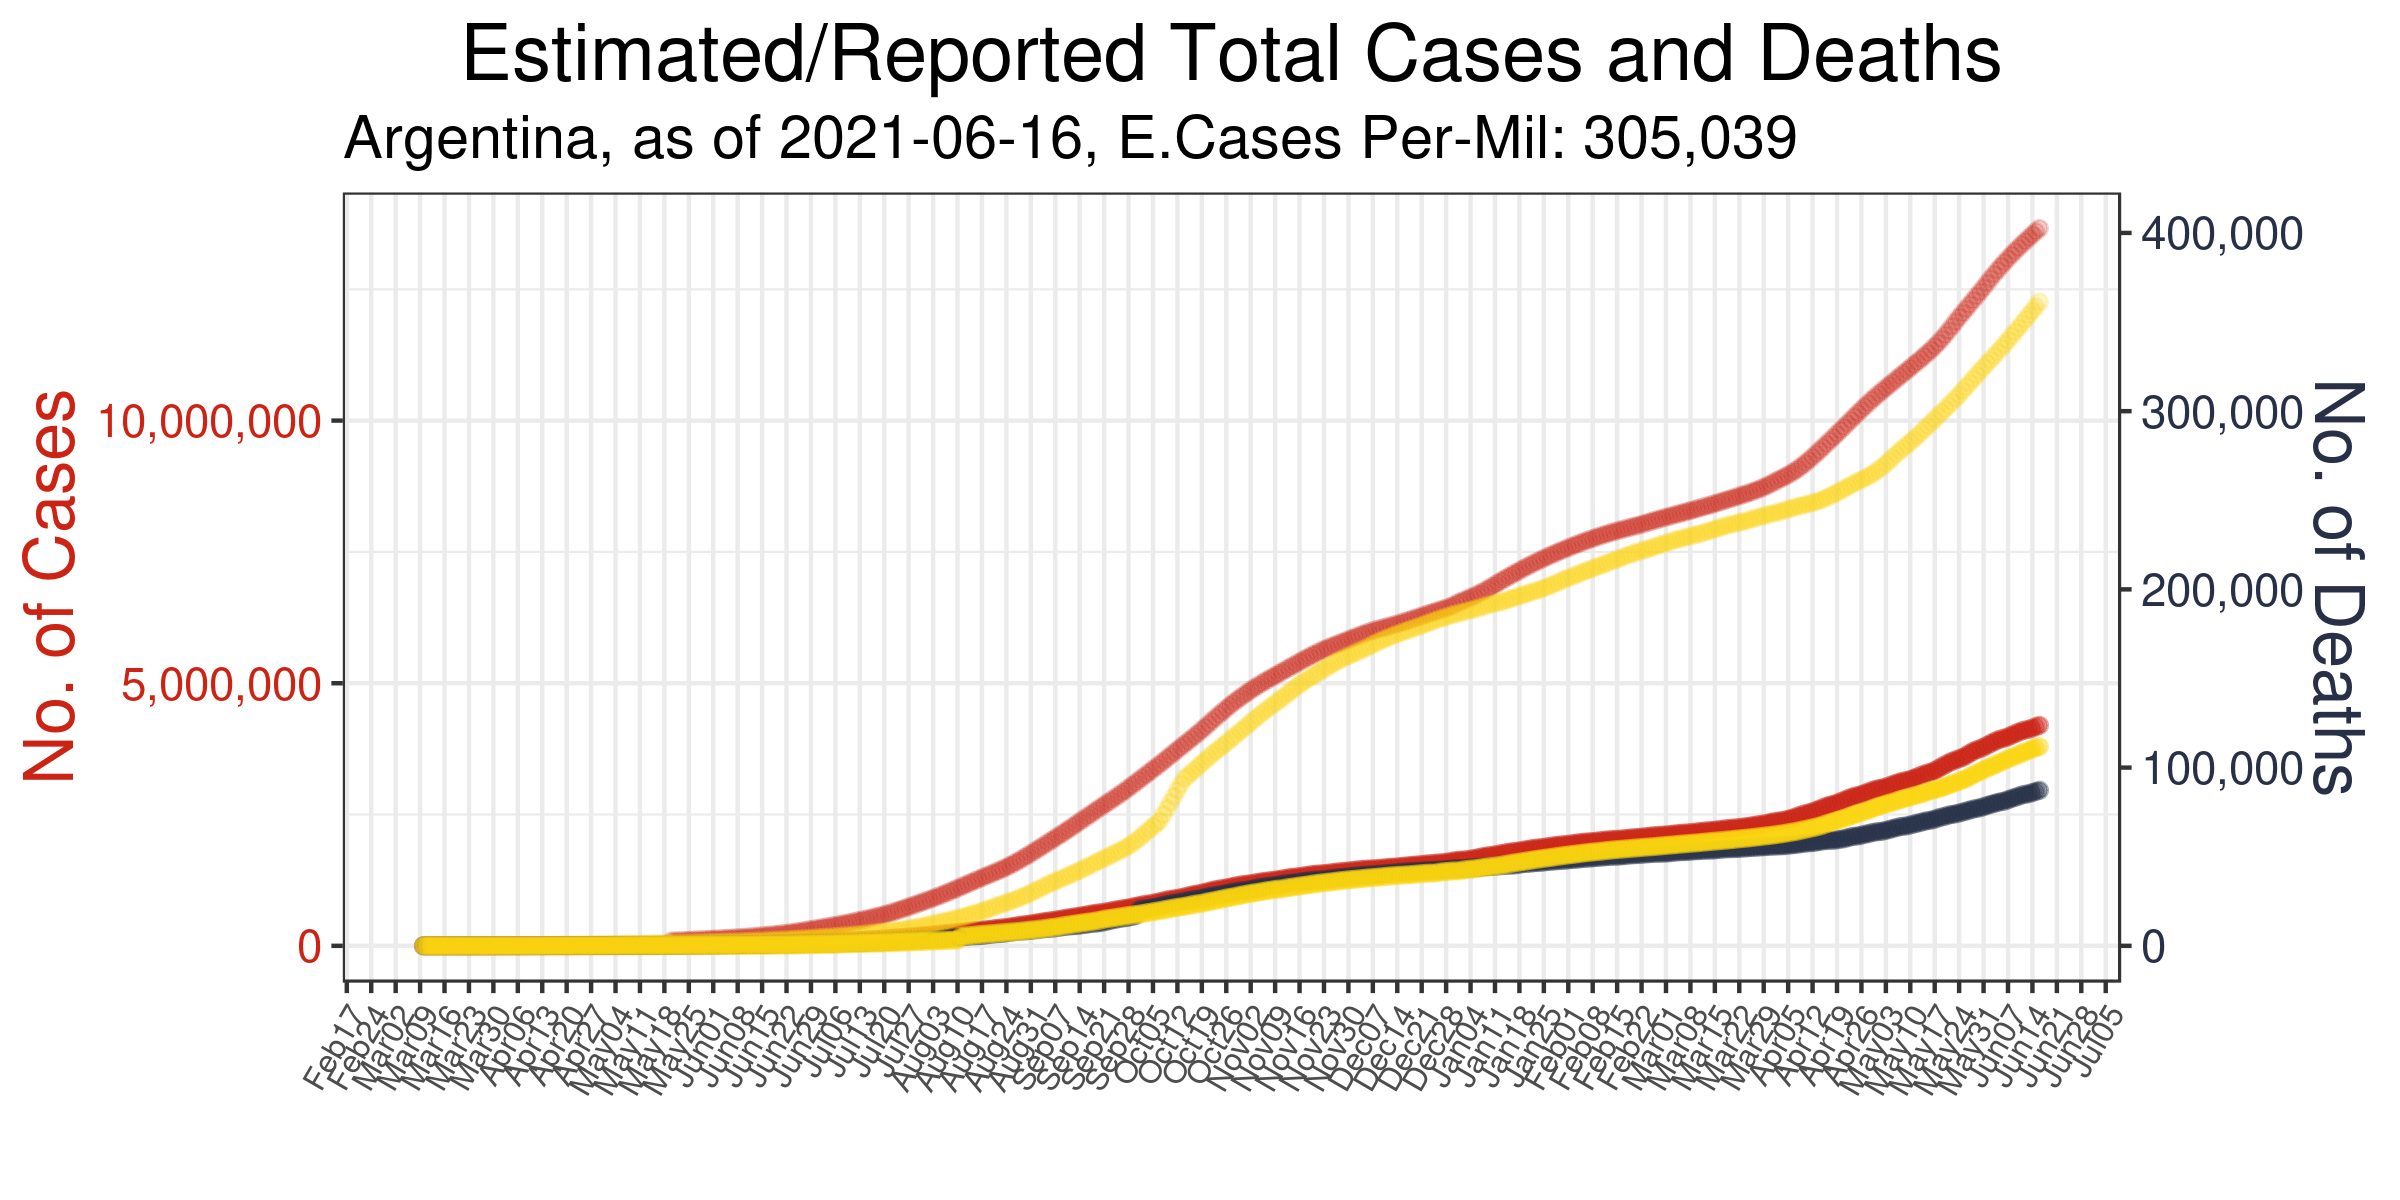 Estimated/Reported Total Cases and Deaths
Argentina, as of 2021-06-16, E.Cases Per-Mil: 305,039
No. of Cases
10,000,000
5,000,000
0
400,000
300,000
200,000
100,000
0
No. of Deaths
Feb17
Feb24
Mar02
Mar09
Mar16
Mar23
Mar30
Apr06
Apr13
Apr20
Apr27
May04
May11
May18
May25
Jun01
Jun08
Jun15
Jun22
Jun29
Jul06
Jul13
Jul20
Jul27
Aug03
Aug10
Aug17
Aug24
Aug31
Sep07
Sep14
Sep21
Sep28
Oct05
Oct12
Oct19
Oct26
Nov02
Nov09
Nov16
Nov23
Nov30
Dec07
Dec14
Dec21
Dec28
Jan04
Jan11
Jan18
Jan25
Feb01
Feb08
Feb15
Feb22
Mar01
Mar08
Mar15
Mar22
Mar29
Apr05
Apr12
Apr19
Apr26
May03
May10
May17
May24
May31
Jun07
Jun14
Jun21
Jun28
Jul05